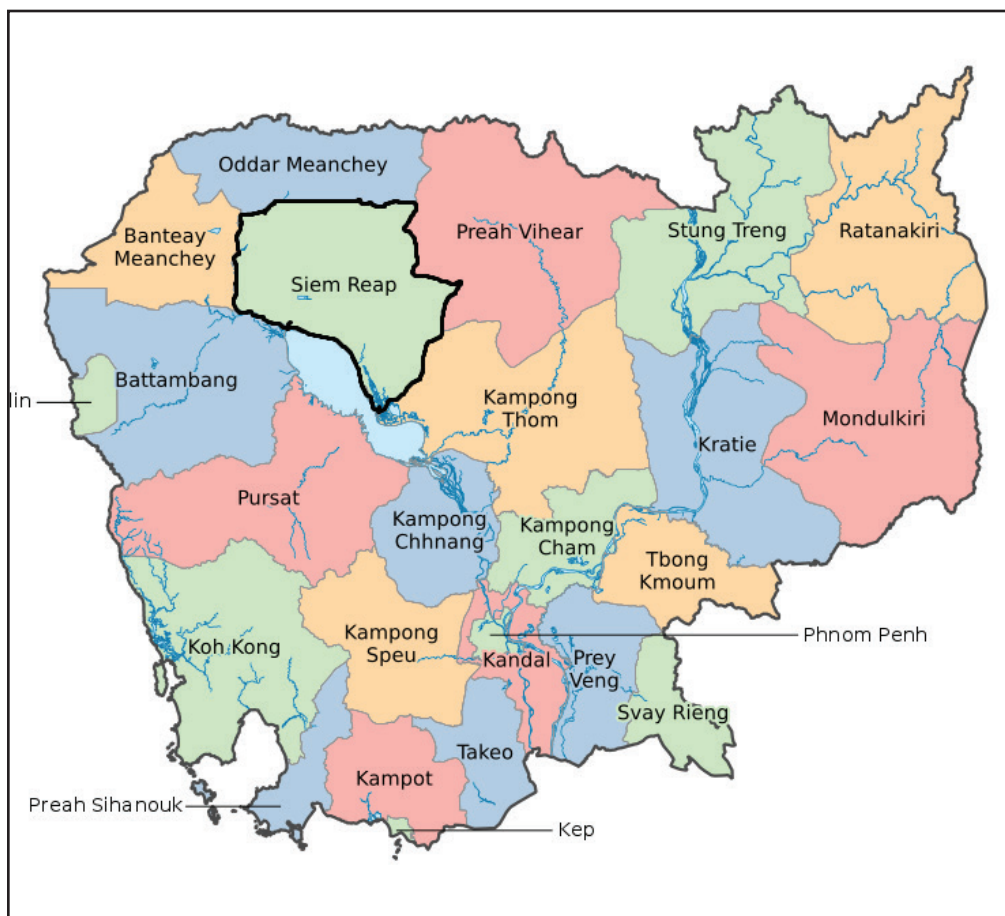 Oddar Meanchey
Preah Vihear
Stung Treng
Ratanakiri
Banteay
Meanchey
Siem Reap
Battambang
lin
Kampong
Thom
Kratie
Mondulkiri
Pursat
Kampong
Chhnang
Kampong
Cham
Tbong
Kmoum
Koh Kong
Kampong
Speu
Kandal
Prey
Veng
Phnom Penh
Svay Rieng
Takeo
Kampot
Preah Sihanouk
Kep